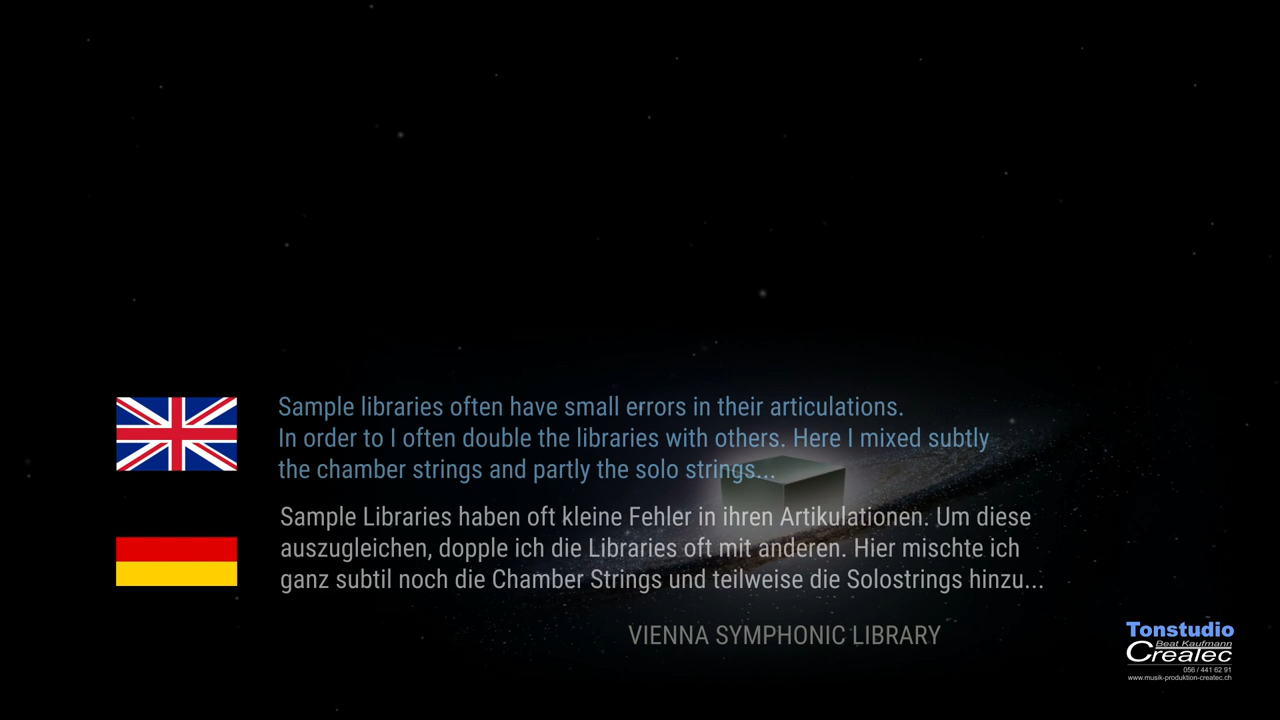 Sample libraries often have small errors in their articulations.
In order to I often double the libraries with others. Here I mixed subtly
the chamber strings and partly the solo strings...
Sample Libraries haben oft kleine Fehler in ihren Artikulationen. Um diese
auszugleichen, dopple ich die Libraries oft mit anderen. Hier mischte ich
ganz subtil noch die Chamber Strings und teilweise die Solostrings hinzu...
VIENNA SYMPHONIC LIBRARY
Tonstudio
Beat Kaufmann
Createc
056 / 441 62 91
www.musik-produktion-createc.ch